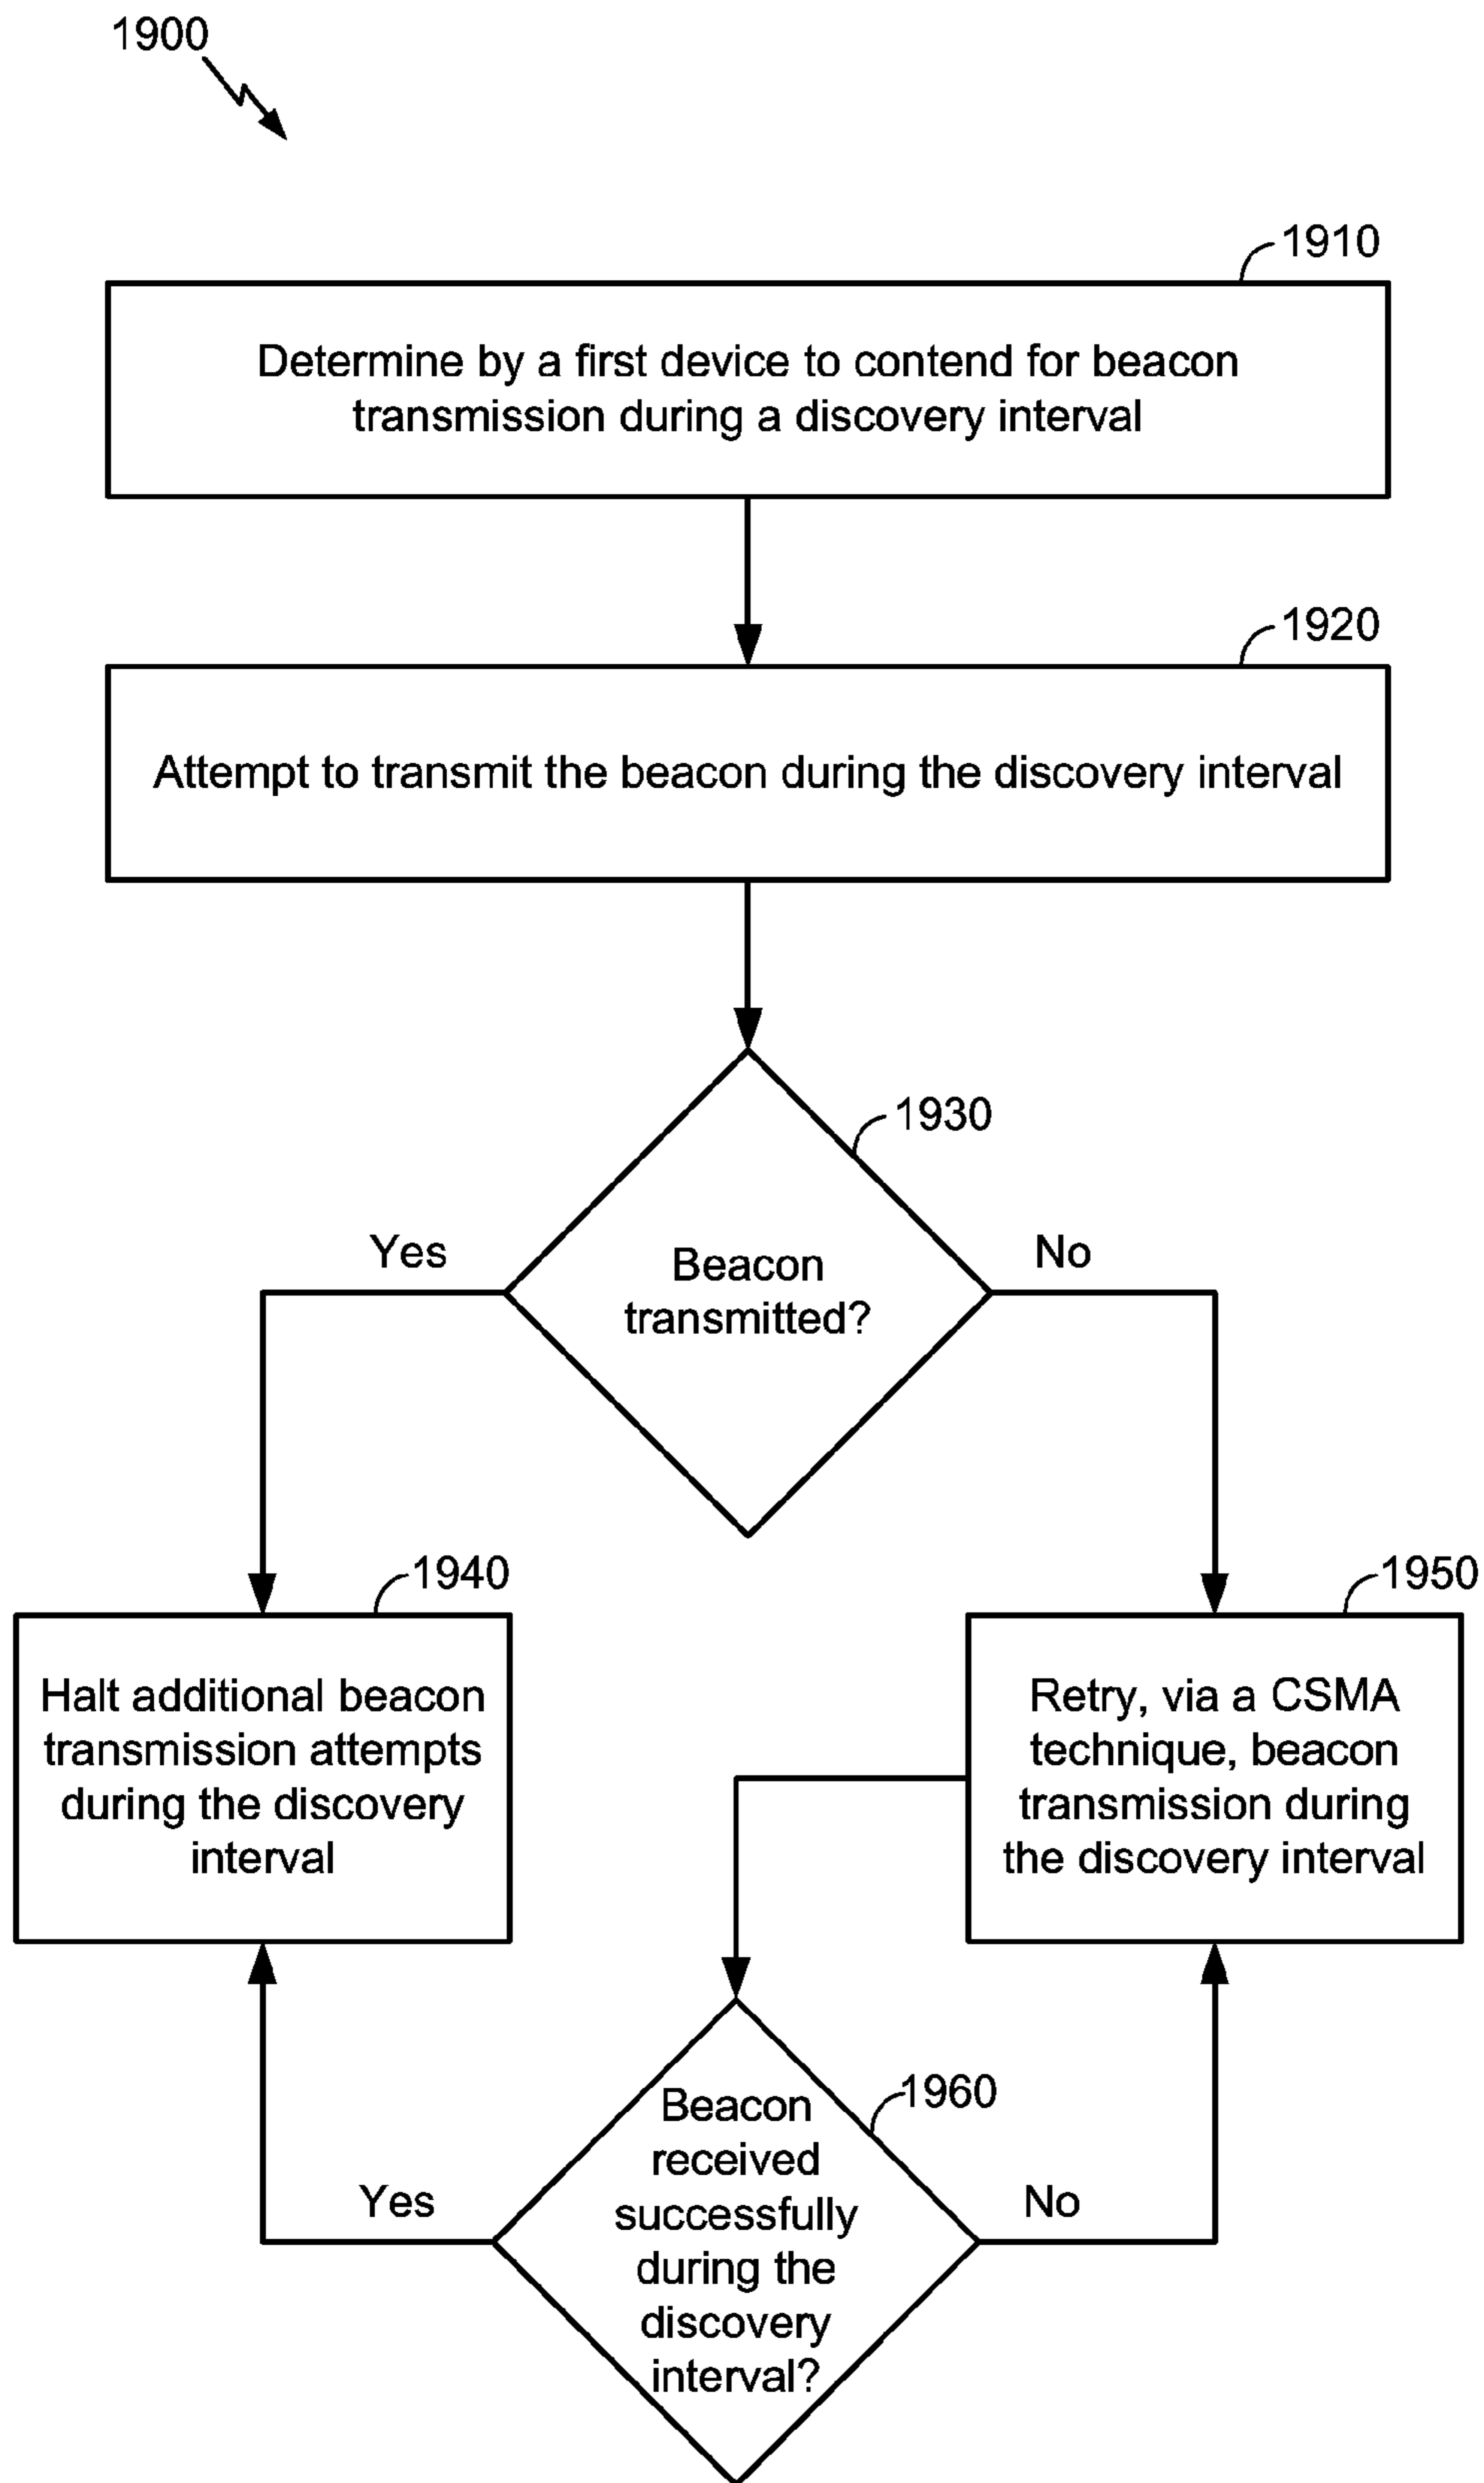 1900
1910
Determine by a first device to contend for beacon
transmission during a discovery interval
1920
Attempt to transmit the beacon during the discovery interval
1930
Yes
No
Beacon
transmitted?
1940
1950
Halt additional beacon
transmission attempts
during the discovery
interval
Retry, via a CSMA
technique, beacon
transmission during
the discovery interval
1960
Beacon
received
successfully
during the
discovery
interval?
Yes
No